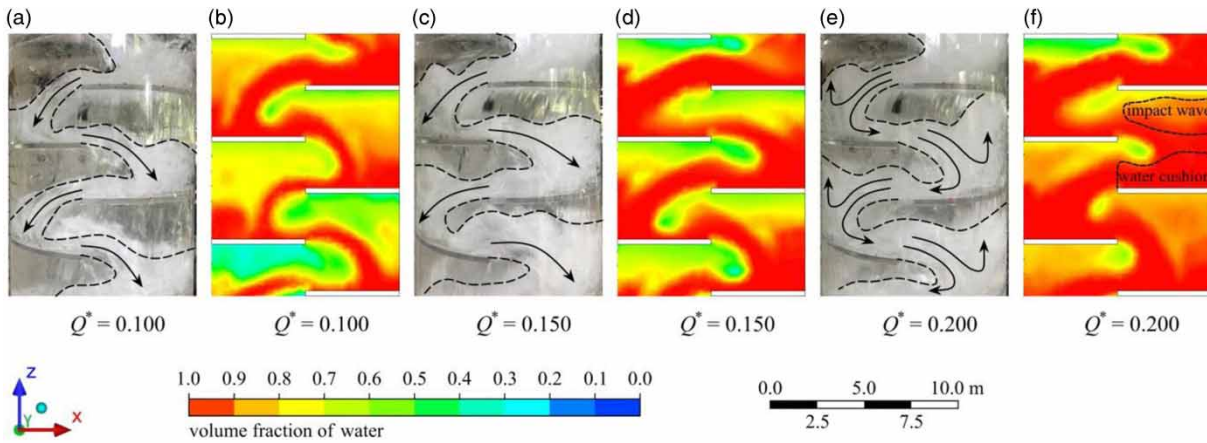 (a) (b) (c) (d) (e) (f)
impact wave
water cushion
Q* = 0.100 Q* = 0.100 Q* = 0.150 Q* = 0.150 Q* = 0.200 Q* = 0.200
Z
Y
X
1.0 0.9 0.8 0.7 0.6 0.5 0.4 0.3 0.2 0.1 0.0
volume fraction of water
0.0 5.0 10.0 m
2.5 7.5